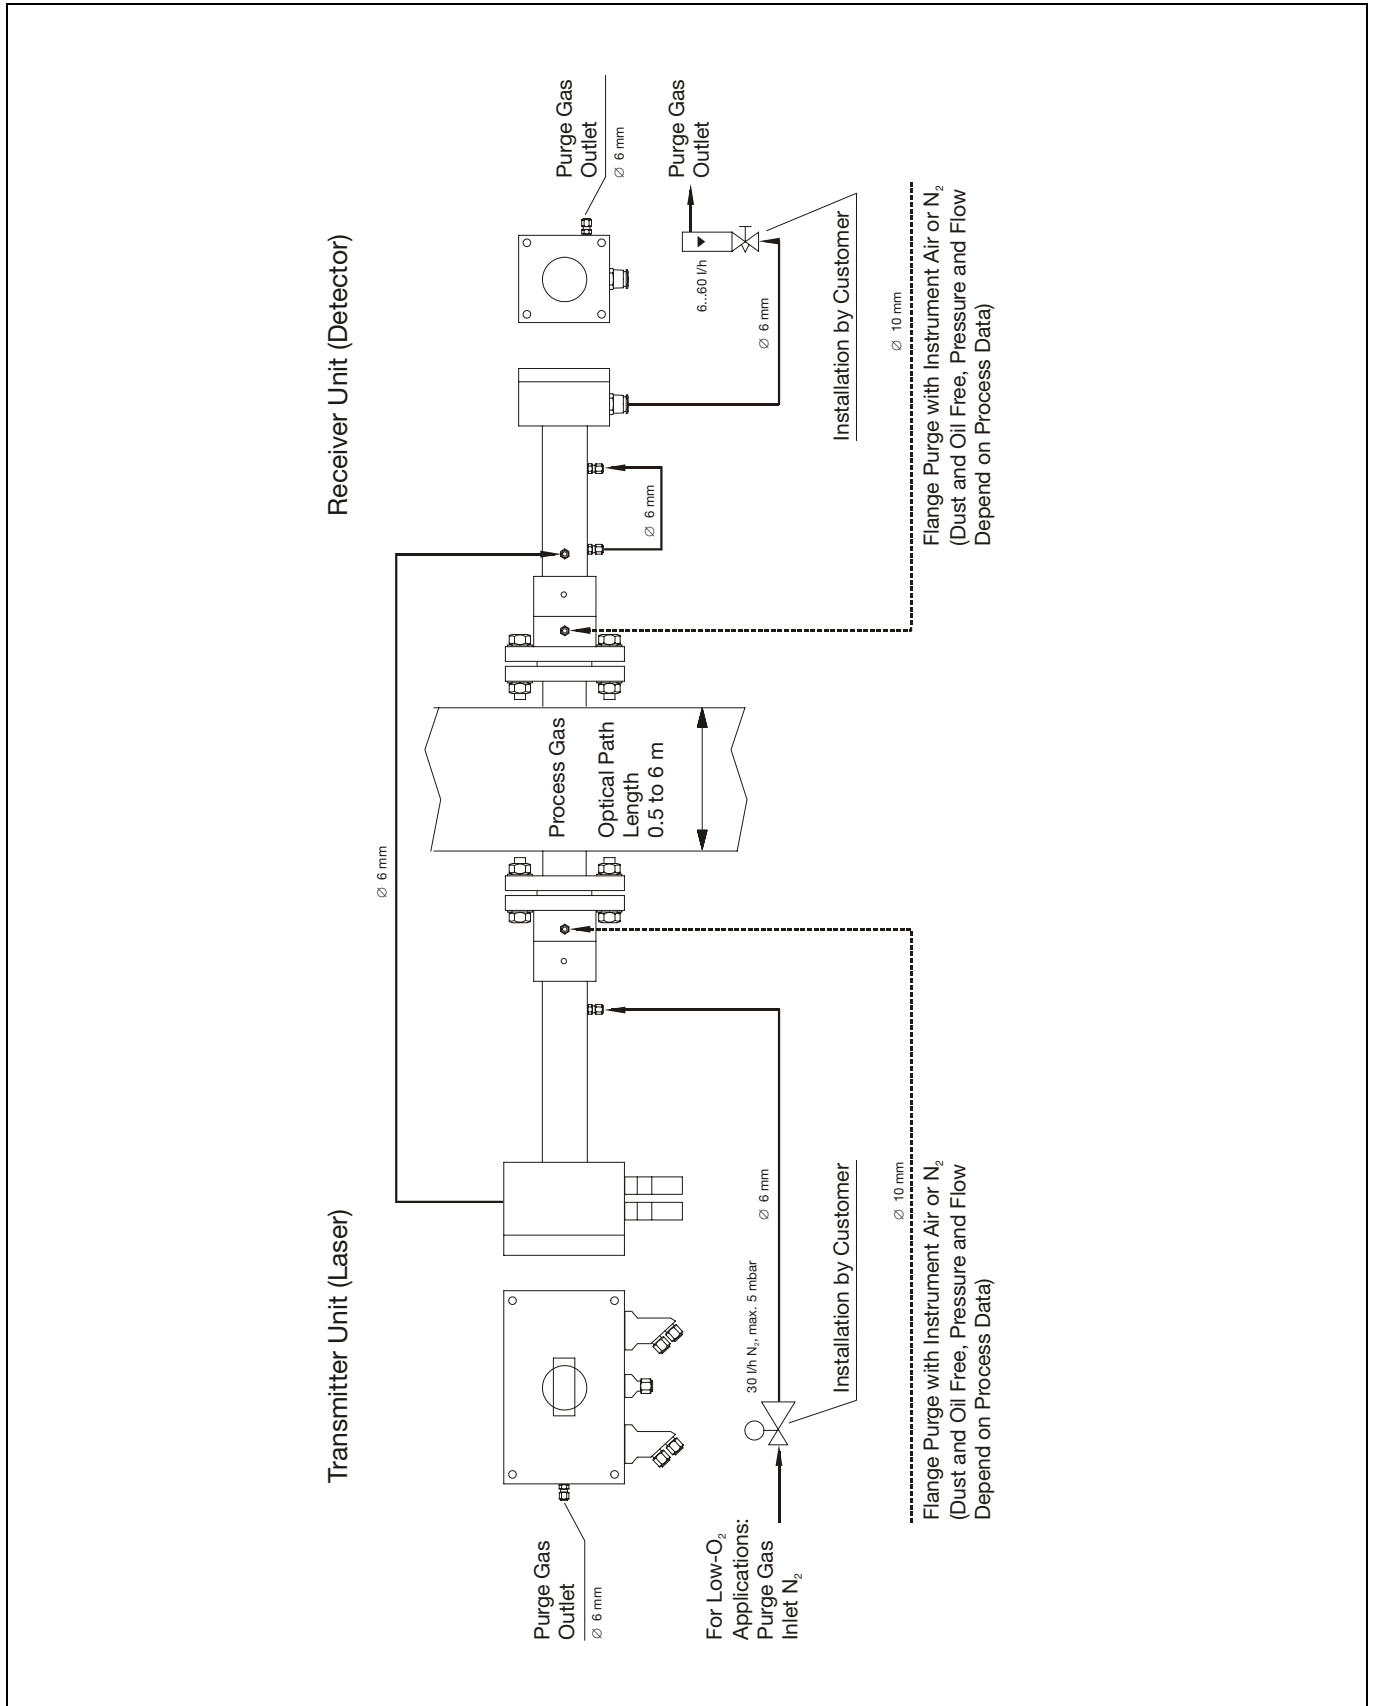 Transmitter Unit (Laser)
Receiver Unit (Detector)
Ø 6 mm
Purge Gas
Outlet
Ø 6 mm
Process Gas
Optical Path
Length
0.5 to 6 m
Ø 6 mm
Purge Gas
Outlet
Ø 6 mm
Purge Gas
Outlet
6...60 l/h
Ø 6 mm
For Low-O₂
Applications:
Purge Gas
Inlet N₂
30 l/h N₂, max. 5 mbar
Ø 6 mm
Installation by Customer
Installation by Customer
Ø 10 mm
Flange Purge with Instrument Air or N₂
(Dust and Oil Free, Pressure and Flow
Depend on Process Data)
Ø 10 mm
Flange Purge with Instrument Air or N₂
(Dust and Oil Free, Pressure and Flow
Depend on Process Data)